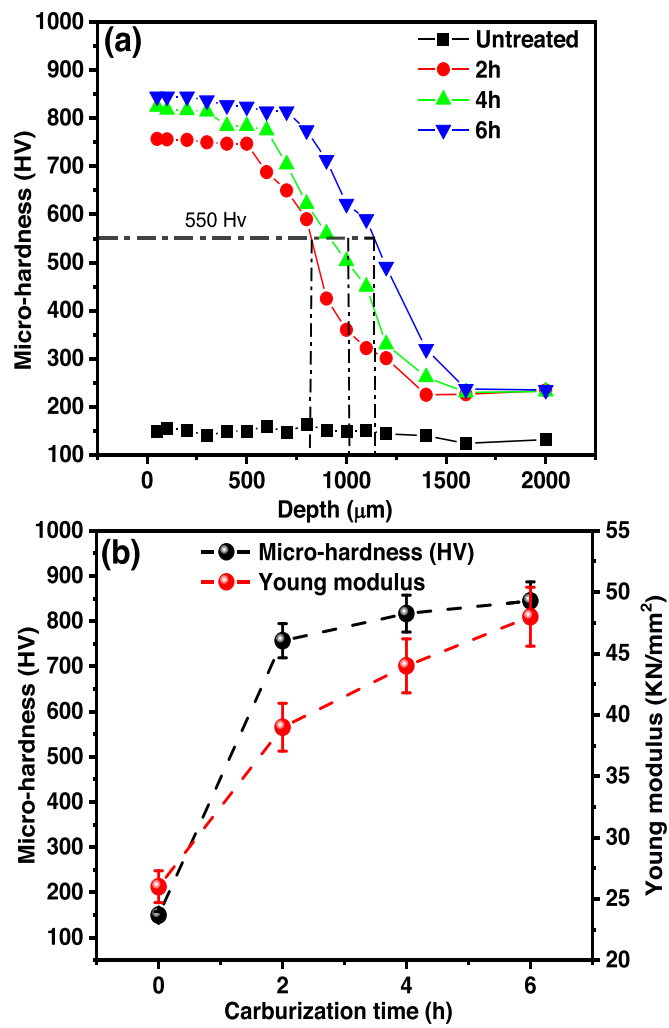 (a)
Untreated
2h
4h
6h
550 Hv
Micro-hardness (HV)
1000
900
800
700
600
500
400
300
200
100
0
500
1000
1500
2000
Depth (μm)
(b)
Micro-hardness (HV)
Young modulus
Micro-hardness (HV)
1000
900
800
700
600
500
400
300
200
100
55
50
45
40
35
30
25
20
Young modulus (KN/mm²)
0
2
4
6
Carburization time (h)